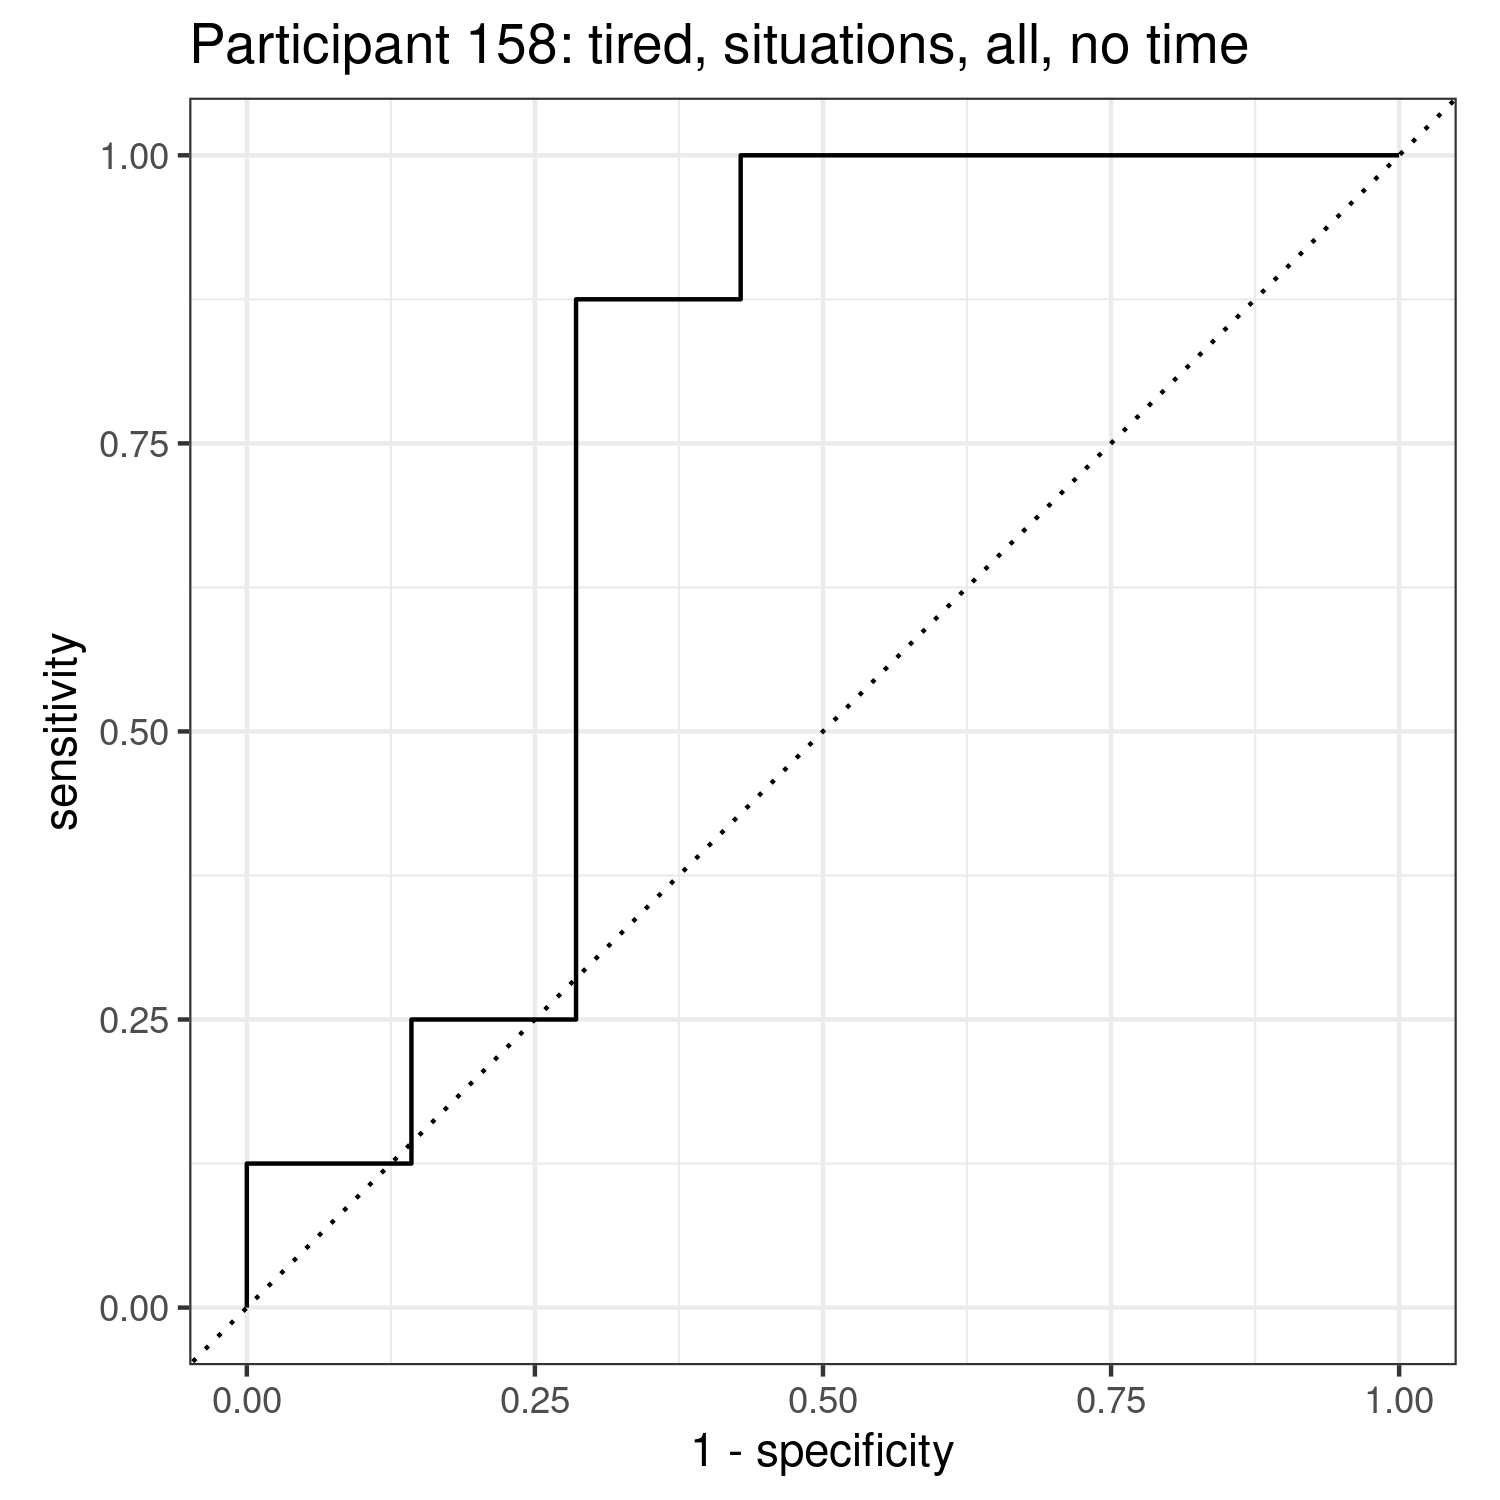 Participant 158: tired, situations, all, no time
1.00
0.75
0.50
0.25
0.00
sensitivity
0.00 0.25 0.50 0.75 1.00
1 - specificity